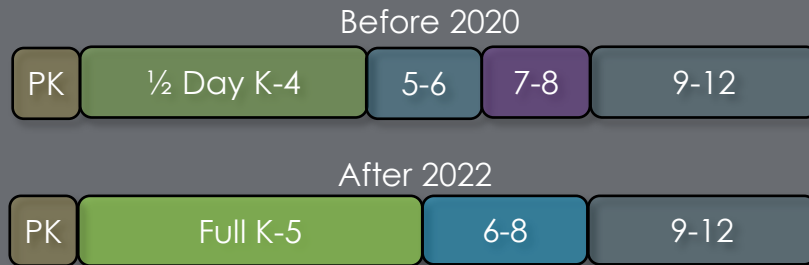 Before 2020
PK ½ Day K-4 5-6 7-8 9-12
After 2022
PK Full K-5 6-8 9-12